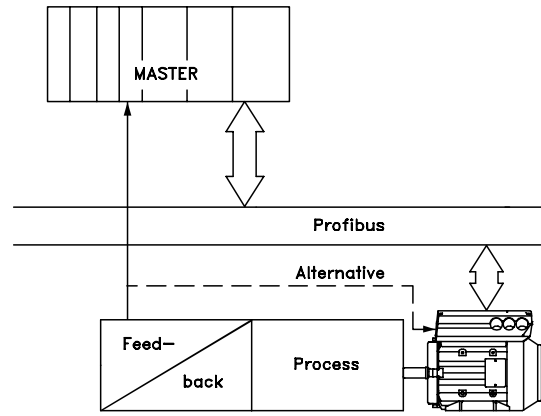 MASTER
Profibus
Alternative
Feed-
back
Process